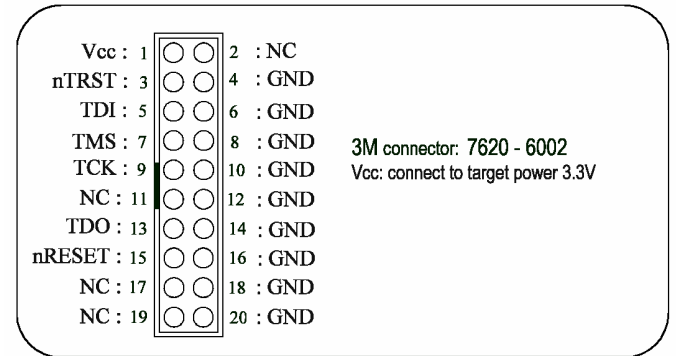 Vcc : 1 2 : NC
nTRST : 3 4 : GND
TDI : 5 6 : GND
TMS : 7 8 : GND
TCK : 9 10 : GND
NC : 11 12 : GND
TDO : 13 14 : GND
nRESET : 15 16 : GND
NC : 17 18 : GND
NC : 19 20 : GND
3M connector: 7620 - 6002
Vcc: connect to target power 3.3V